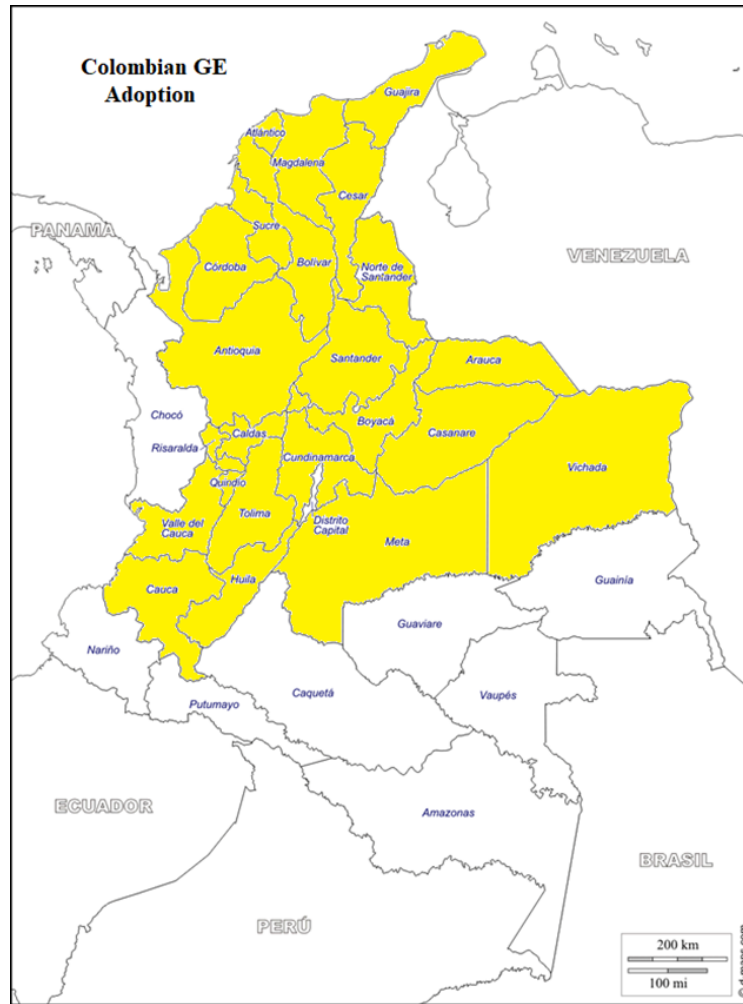 Colombian GE
Adoption
Guajira
Atlántico
Magdalena
Cesar
PANAMA
Sucre
VENEZUELA
Córdoba
Bolívar
Norte de
Santander
Antioquia
Santander
Arauca
Chocó
Boyacá
Risaralda
Caldas
Casanare
Cundinamarca
Vichada
Quindío
Tolima
Valle del
Cauca
Distrito
Capital
Meta
Cauca
Huila
Guainía
Nariño
Guaviare
Caquetá
Vaupés
Putumayo
ECUADOR
Amazonas
BRASIL
PERÚ
200 km
100 mi
© d-maps.com